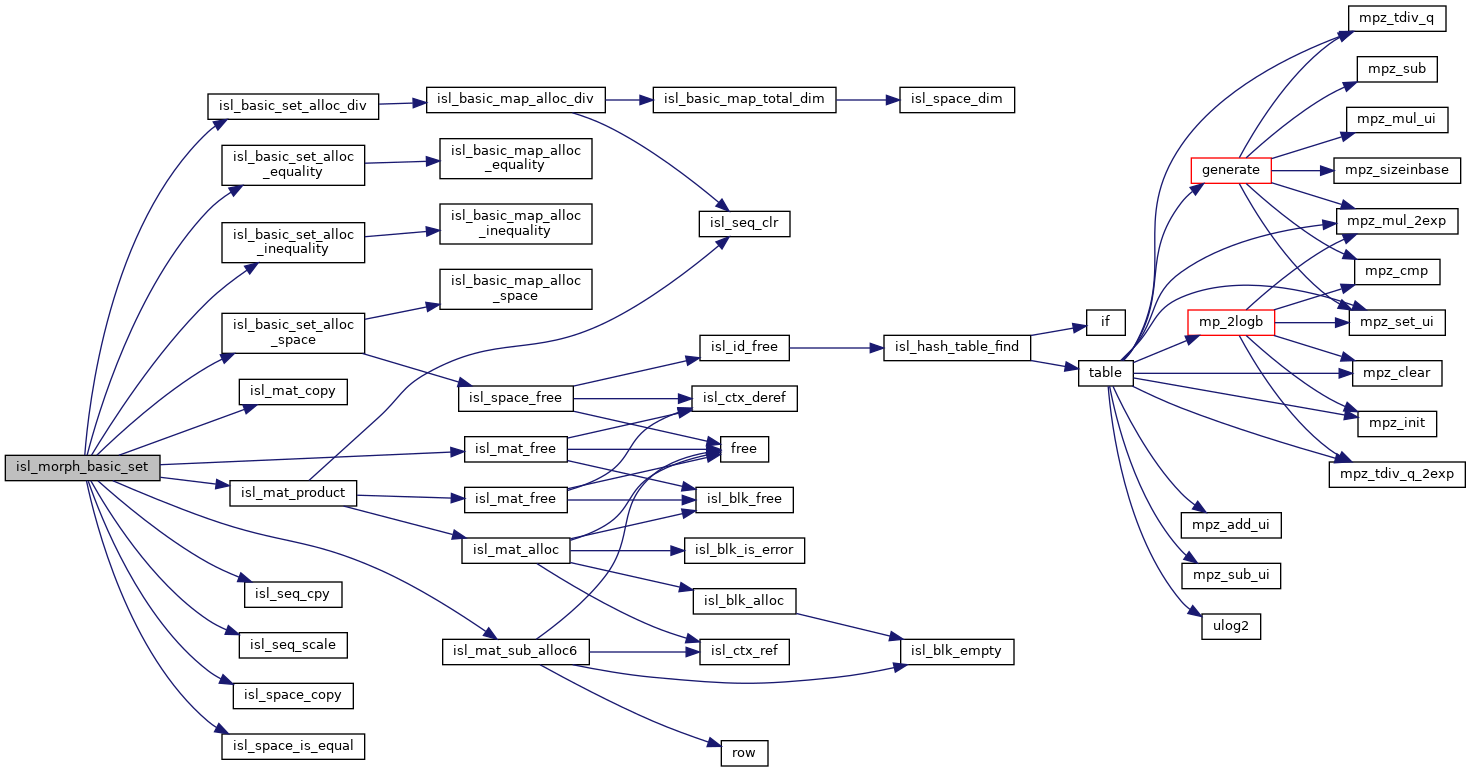 isl_morph_basic_set
isl_basic_set_alloc_div
isl_basic_set_alloc
_equality
isl_basic_set_alloc
_inequality
isl_basic_set_alloc
_space
isl_mat_copy
isl_mat_product
isl_seq_cpy
isl_seq_scale
isl_space_copy
isl_space_is_equal
isl_basic_map_alloc_div
isl_basic_map_alloc
_equality
isl_basic_map_alloc
_inequality
isl_basic_map_alloc
_space
isl_space_free
isl_mat_free
isl_mat_free
isl_mat_alloc
isl_mat_sub_alloc6
isl_basic_map_total_dim
isl_seq_clr
isl_id_free
isl_ctx_deref
free
isl_blk_free
isl_blk_is_error
isl_blk_alloc
isl_ctx_ref
row
isl_space_dim
isl_hash_table_find
isl_blk_empty
if
table
generate
mp_2logb
mpz_add_ui
mpz_sub_ui
ulog2
mpz_tdiv_q
mpz_sub
mpz_mul_ui
mpz_sizeinbase
mpz_mul_2exp
mpz_cmp
mpz_set_ui
mpz_clear
mpz_init
mpz_tdiv_q_2exp